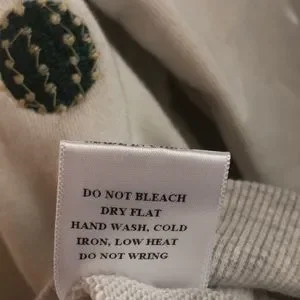 DO NOT BLEACH
DRY FLAT
HAND WASH, COLD
IRON, LOW HEAT
DO NOT WRING